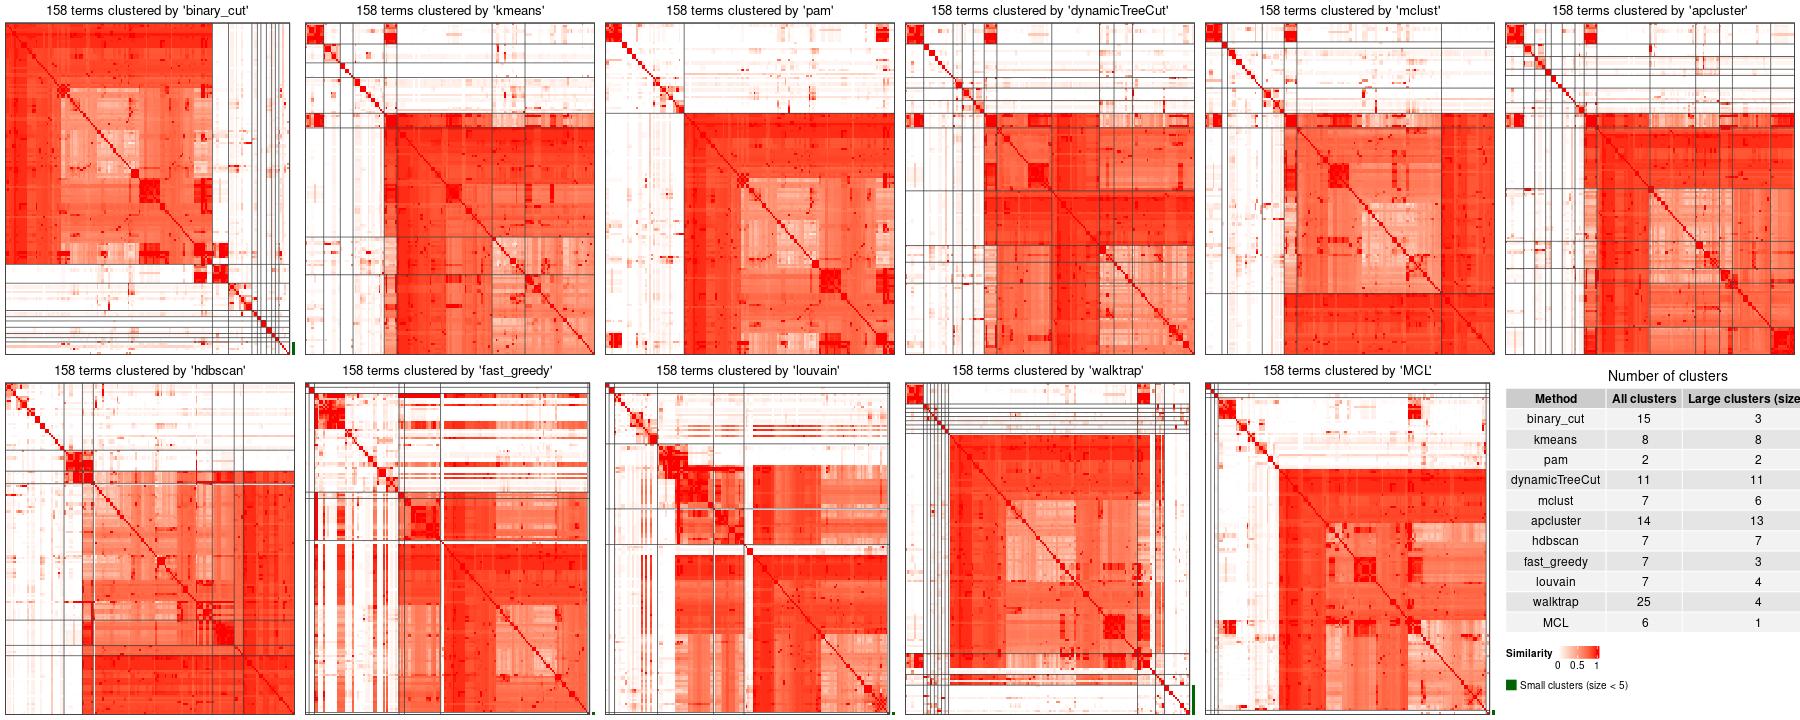 158 terms clustered by 'binary_cut'
158 terms clustered by 'kmeans'
158 terms clustered by 'pam'
158 terms clustered by 'dynamicTreeCut'
158 terms clustered by 'mclust'
158 terms clustered by 'apcluster'
158 terms clustered by 'hdbscan'
158 terms clustered by 'fast_greedy'
158 terms clustered by 'louvain'
158 terms clustered by 'walktrap'
158 terms clustered by 'MCL'
Number of clusters
Method All clusters Large clusters (size
binary_cut 15 3
kmeans 8 8
pam 2 2
dynamicTreeCut 11 11
mclust 7 6
apcluster 14 13
hdbscan 7 7
fast_greedy 7 3
louvain 7 4
walktrap 25 4
MCL 6 1
Similarity
0 0.5 1
Small clusters (size < 5)